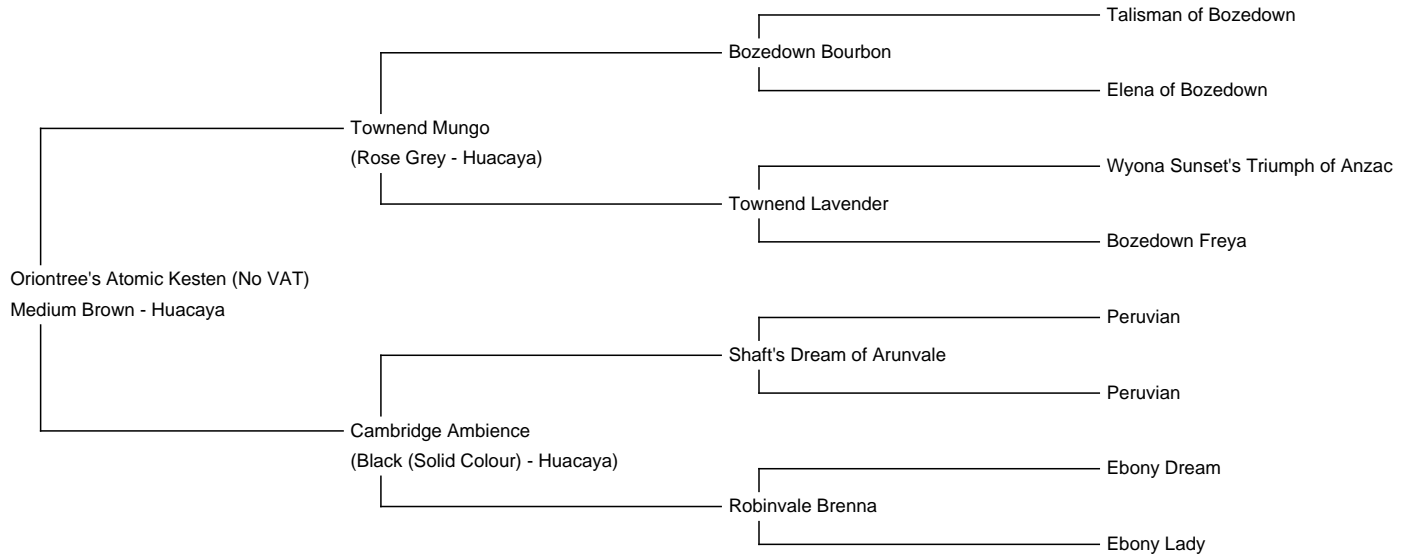 Talisman of Bozedown
Bozedown Bourbon
Elena of Bozedown
Townend Mungo
(Rose Grey - Huacaya)
Wyona Sunset's Triumph of Anzac
Townend Lavender
Bozedown Freya
Oriontree's Atomic Kesten (No VAT)
Medium Brown - Huacaya
Peruvian
Shaft's Dream of Arunvale
Peruvian
Cambridge Ambience
(Black (Solid Colour) - Huacaya)
Ebony Dream
Robinvale Brenna
Ebony Lady